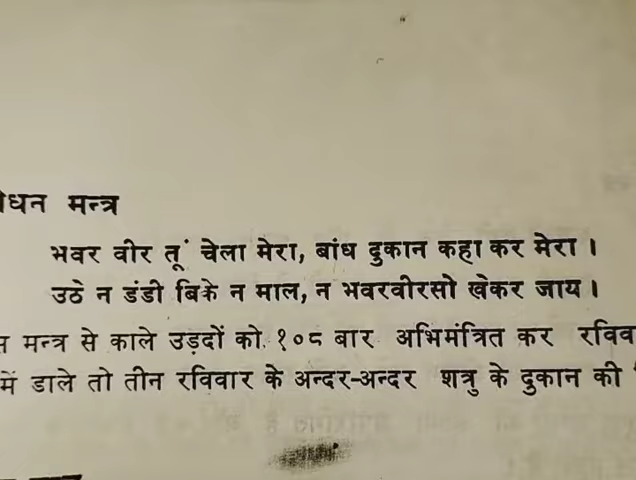 धन मन्त्र
भवर वीर तूं चेला मेरा, बांध दुकान कहा कर मेरा ।
उठे न डंडी बिके न माल, न भवरवीरसो खेकर जाय ।
मन्त्र से काले उड़दों को १०८ बार अभिमंत्रित कर
में डाले तो तीन रविवार के अन्दर-अन्दर शत्रु के दुकान की